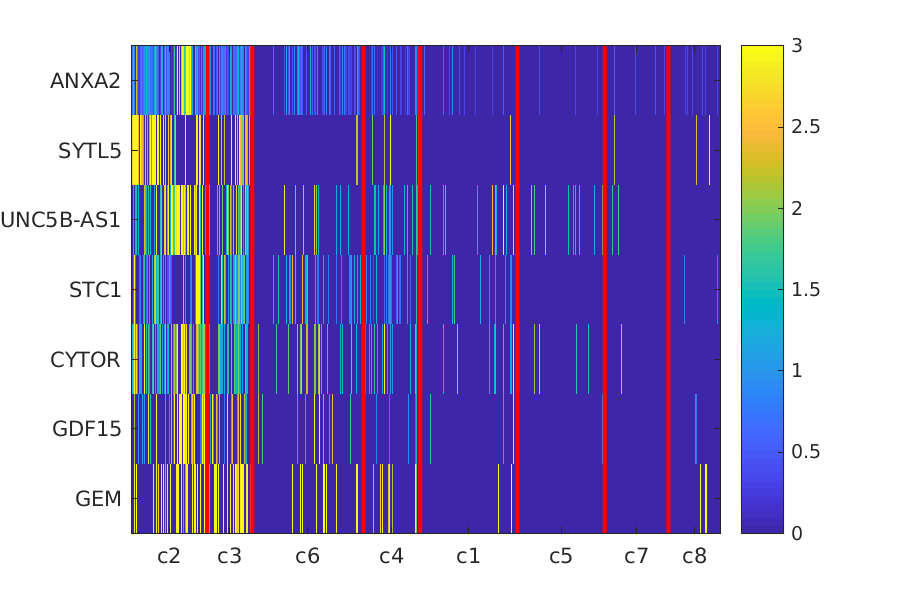 ANXA2
SYTL5
UNC5B-AS1
STC1
CYTOR
GDF15
GEM
c2 c3 c6 c4 c1 c5 c7 c8
3
2.5
2
1.5
1
0.5
0